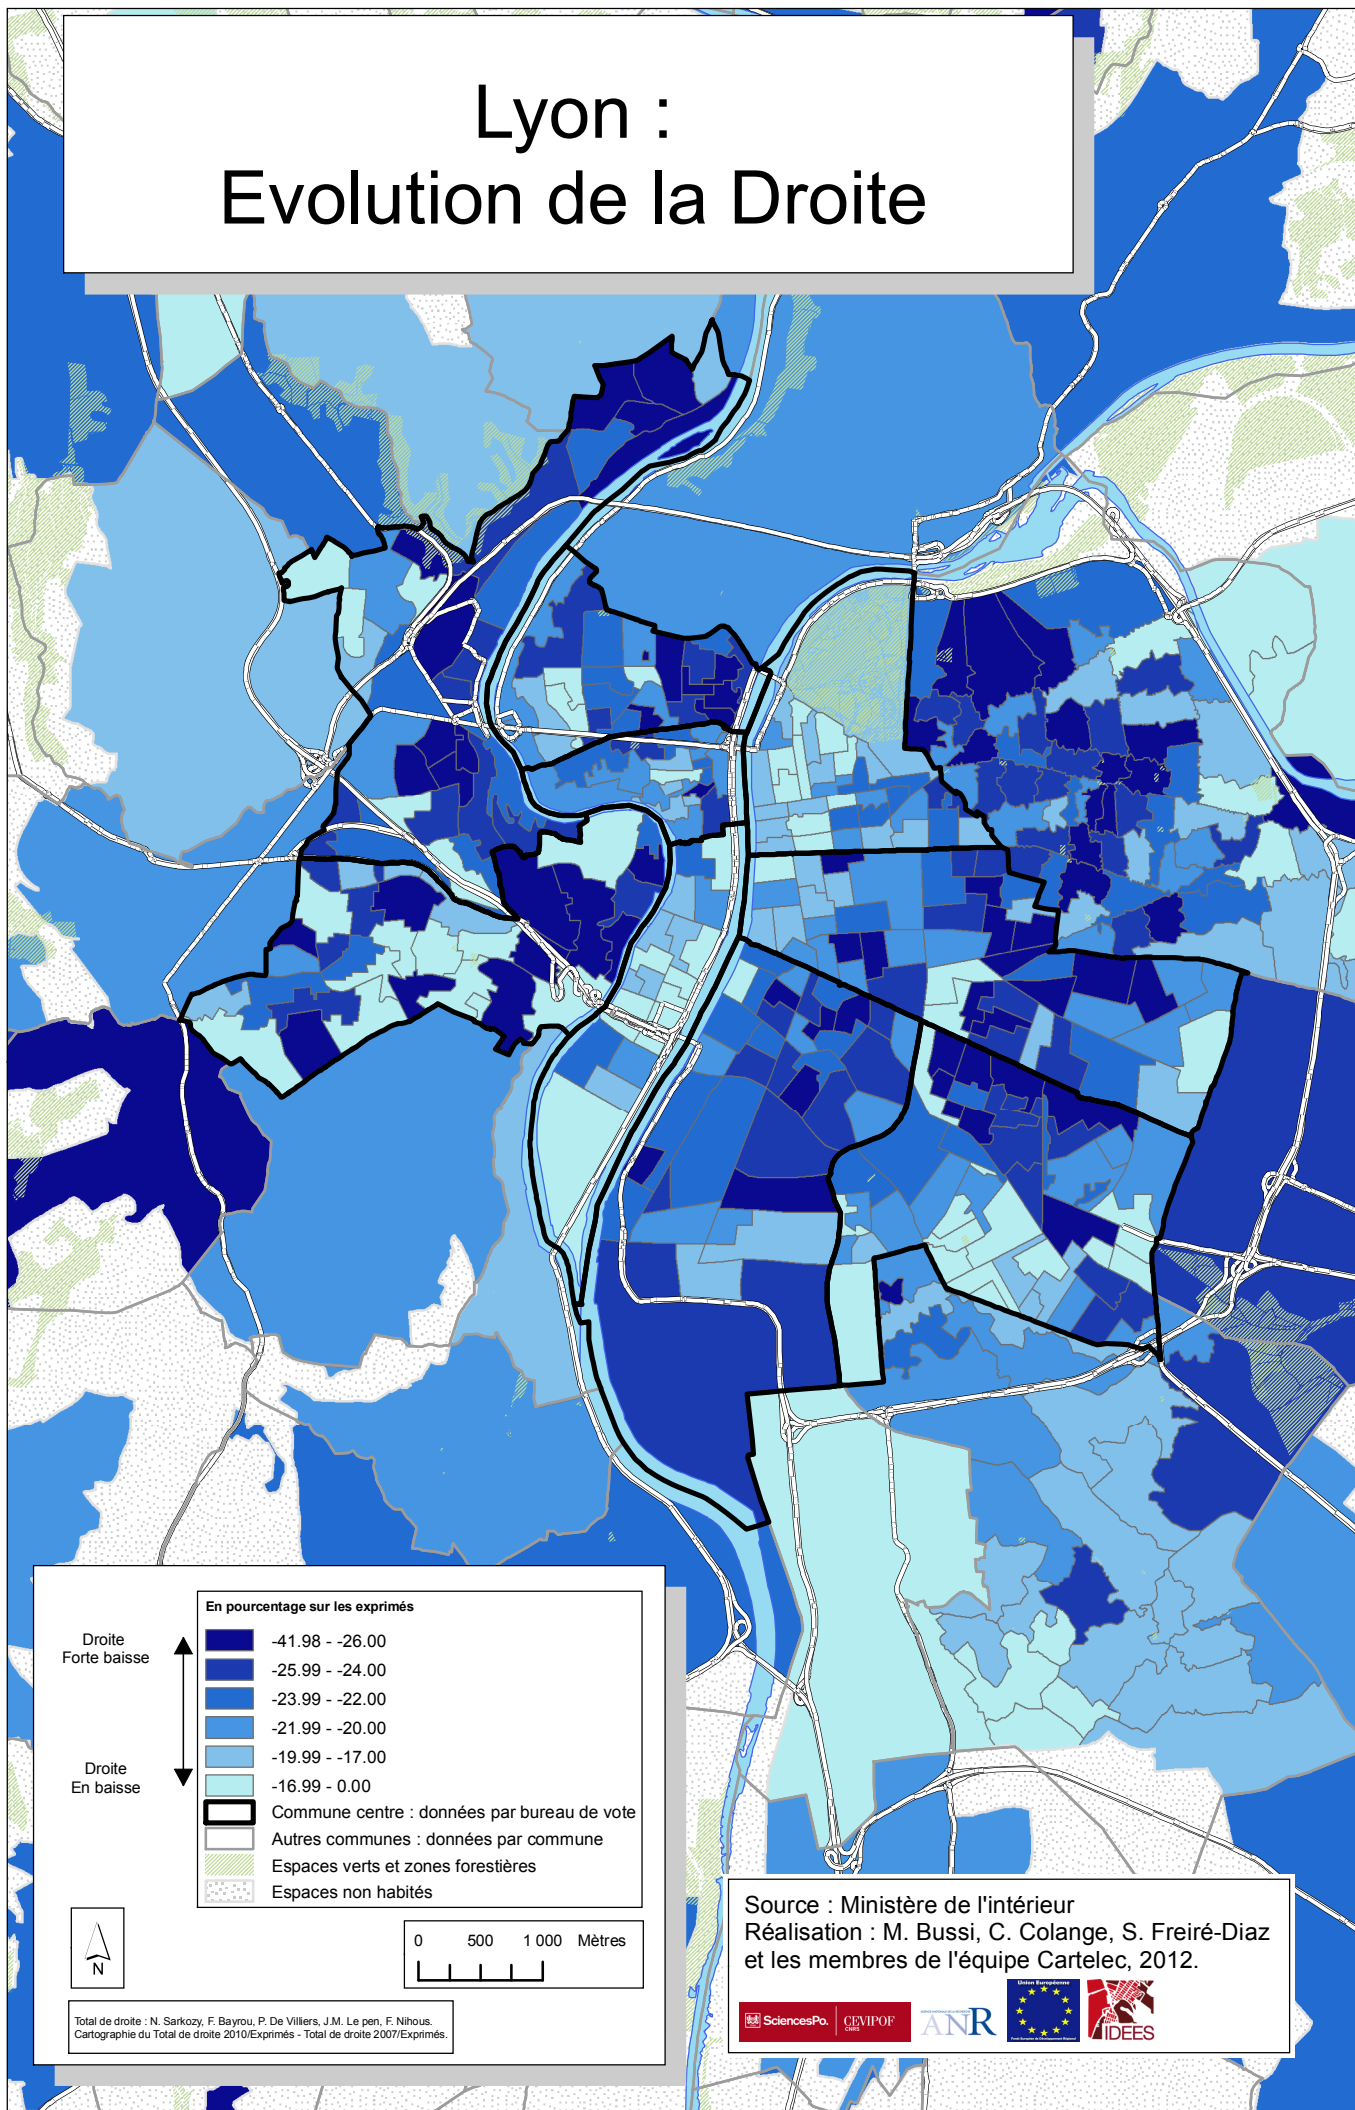 Lyon :
Evolution de la Droite
En pourcentage sur les exprimés
Droite
Forte baisse
Droite
En baisse
-41.98 - -26.00
-25.99 - -24.00
-23.99 - -22.00
-21.99 - -20.00
-19.99 - -17.00
-16.99 - 0.00
Commune centre : données par bureau de vote
Autres communes : données par commune
Espaces verts et zones forestières
Espaces non habités
N
0 500 1 000 Mètres
Total de droite : N. Sarkozy, F. Bayrou, P. De Villiers, J.M. Le pen, F. Nihous.
Cartographie du Total de droite 2010/Exprimés - Total de droite 2007/Exprimés.
Source : Ministère de l'intérieur
Réalisation : M. Bussi, C. Colange, S. Freiré-Diaz
et les membres de l'équipe Cartelec, 2012.
SciencesPo. CEVIPOF
CNRS
ANR
Union Européenne
IDEES